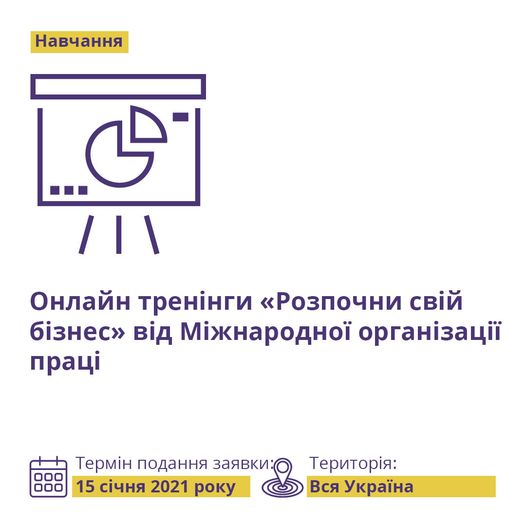 Навчання
Онлайн тренінги «Розпочни свій
бізнес» від Міжнародної організації
праці
Термін подання заявки:
15 січня 2021 року
Територія:
Вся Україна